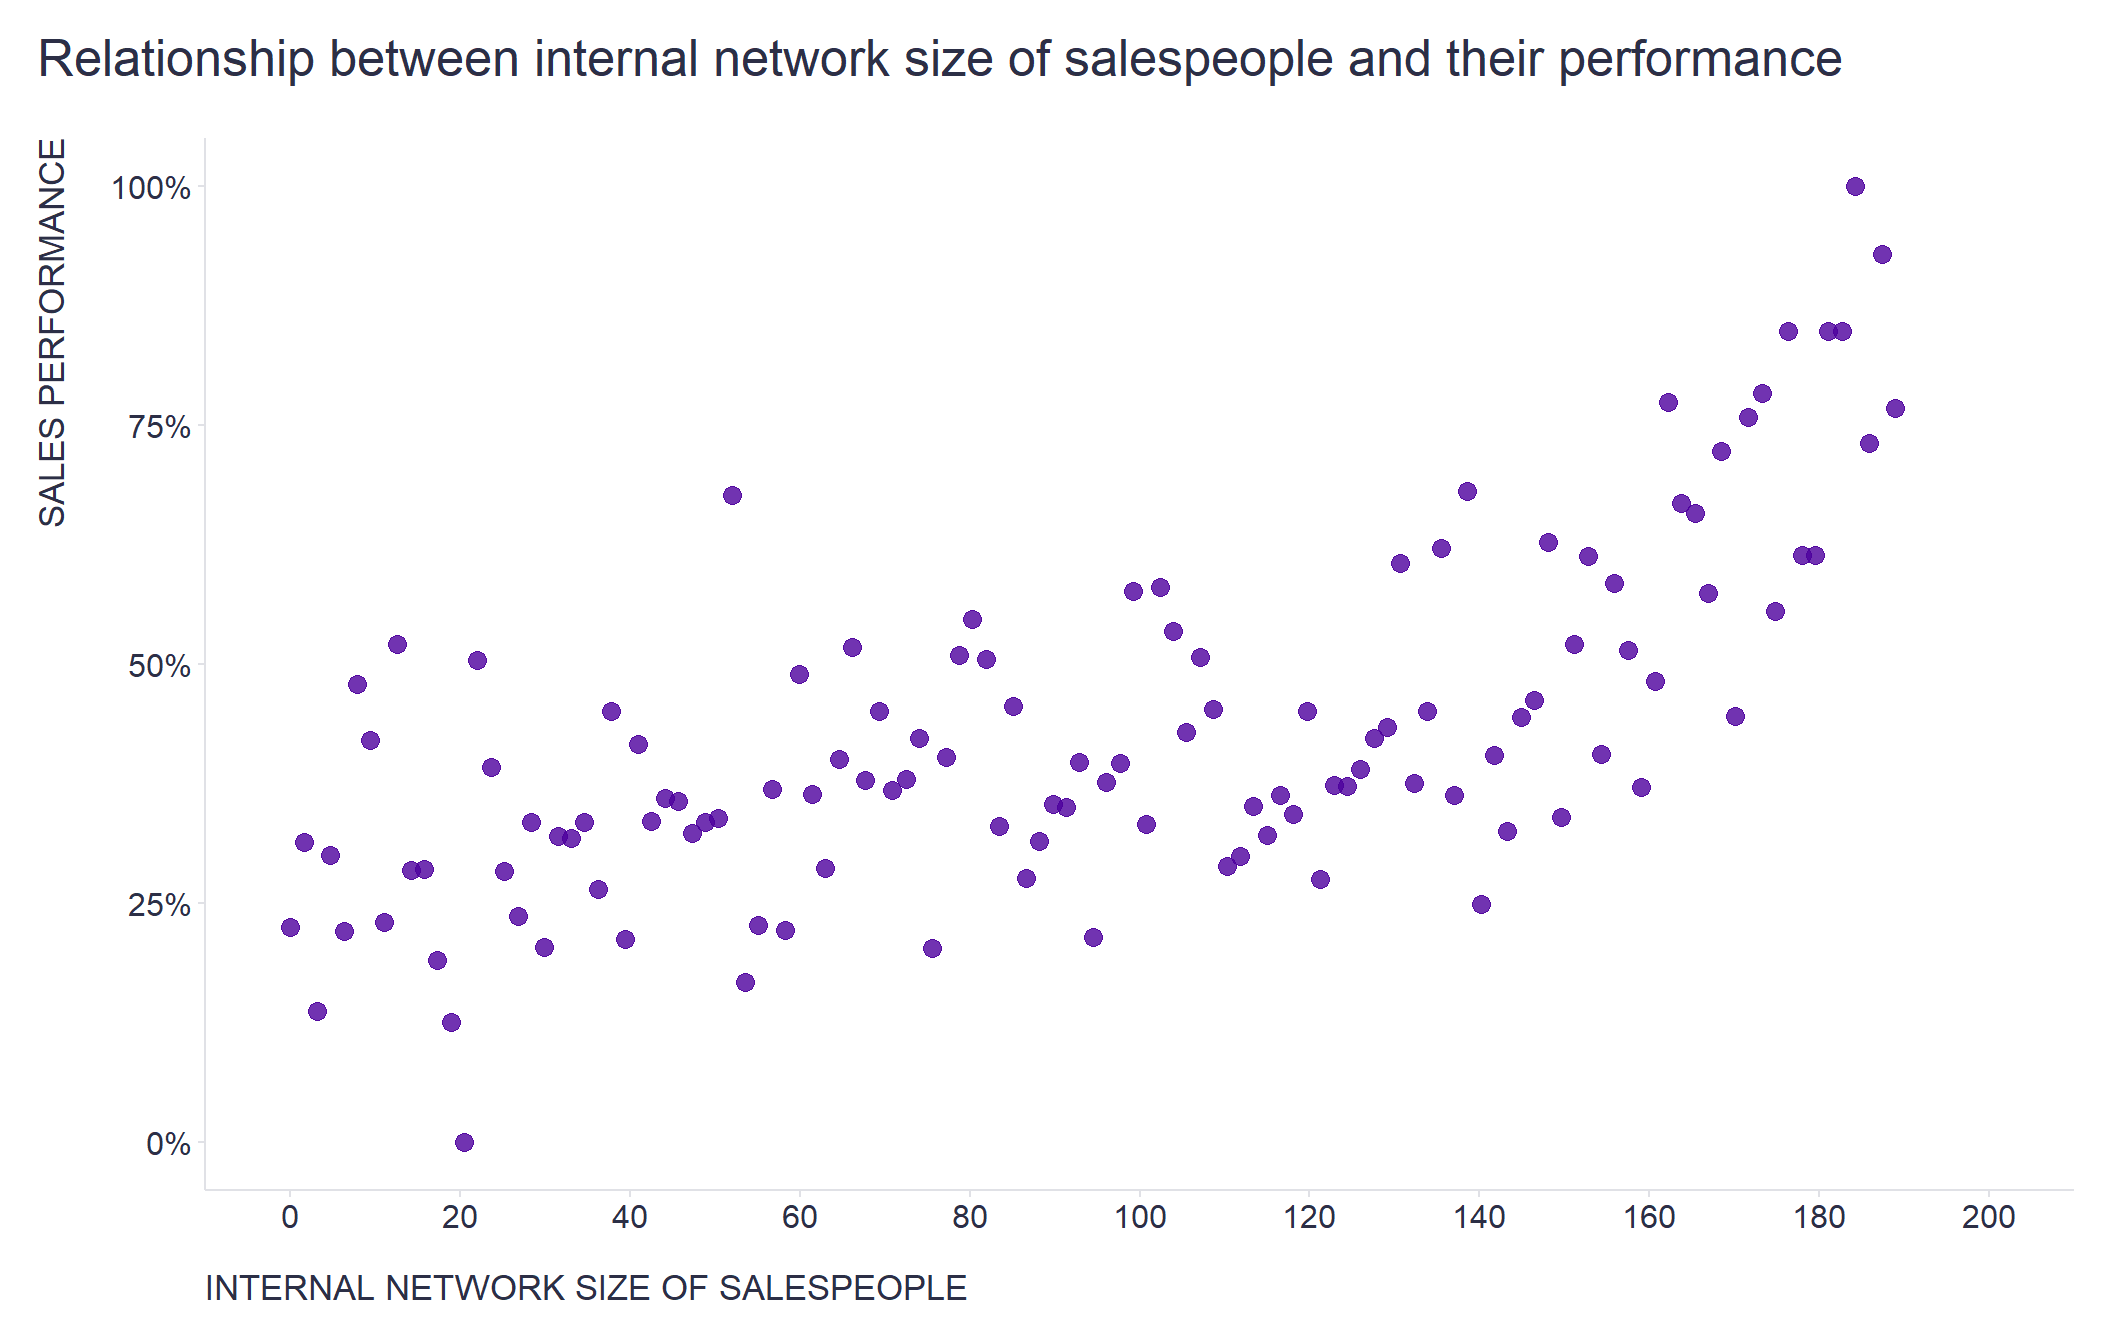 Relationship between internal network size of salespeople and their performance
SALES PERFORMANCE
100%
75%
50%
25%
0%
0 20 40 60 80 100 120 140 160 180 200
INTERNAL NETWORK SIZE OF SALESPEOPLE